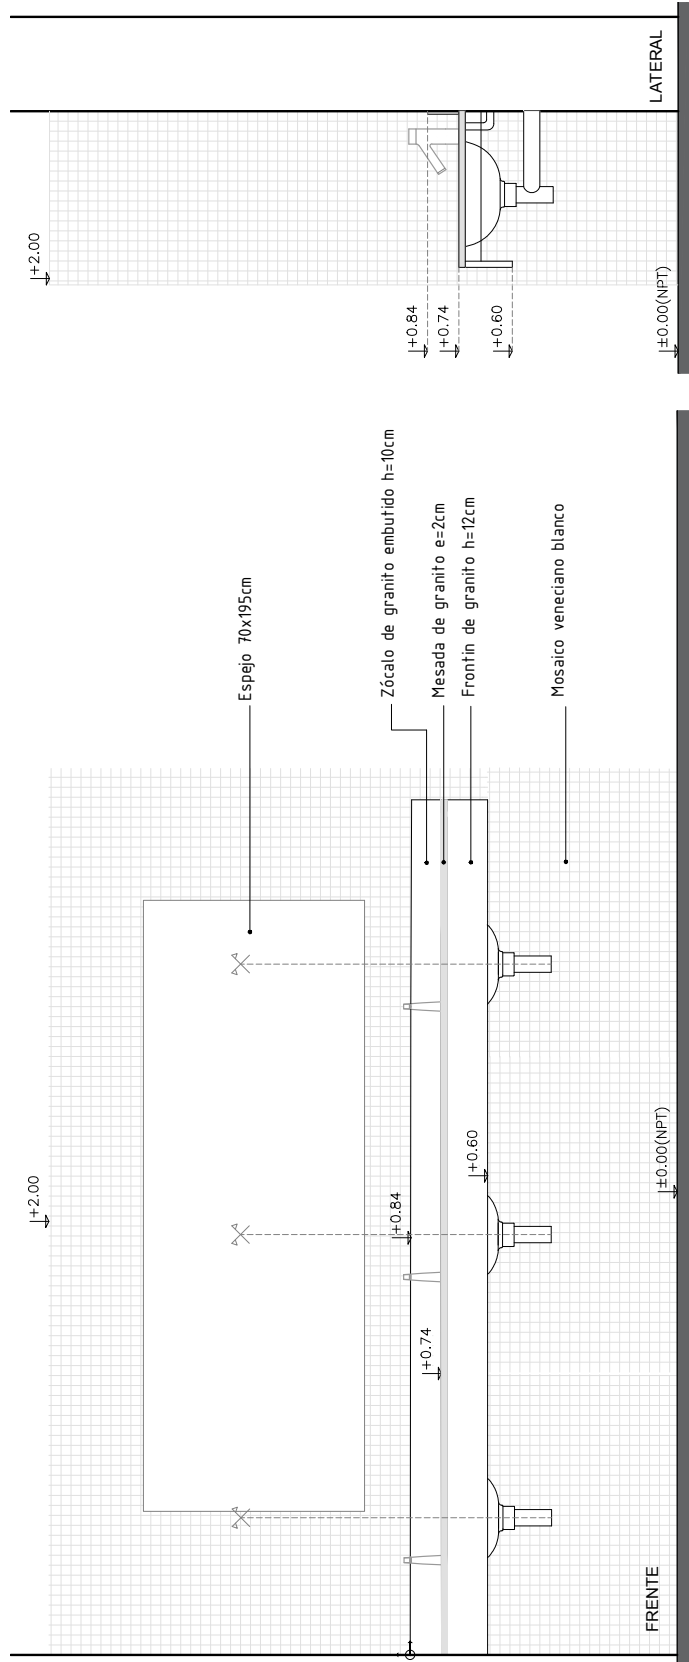 LATERAL
+2.00
+0.84
+0.74
+0.60
±0.00(NPT)
Espejo 70x195cm
Zócalo de granito embutido h=10cm
Mesada de granito e=2cm
Frontin de granito h=12cm
Mosaico veneciano blanco
+2.00
+0.84
+0.74
+0.60
±0.00(NPT)
FRENTE